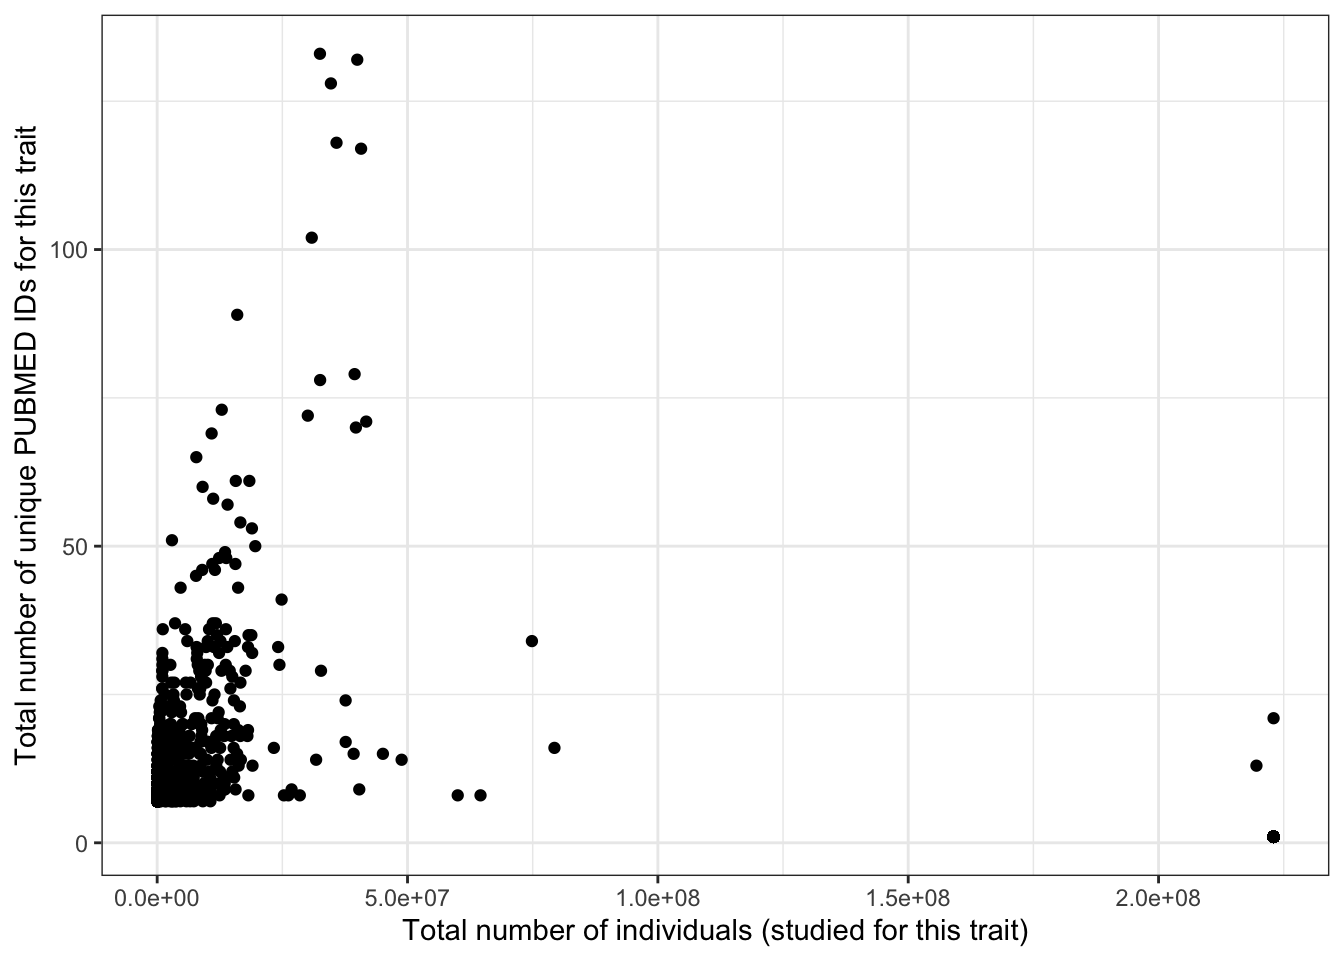 Total number of unique PUBMED IDs for this trait
100
50
0
0.0e+00 5.0e+07 1.0e+08 1.5e+08 2.0e+08
Total number of individuals (studied for this trait)